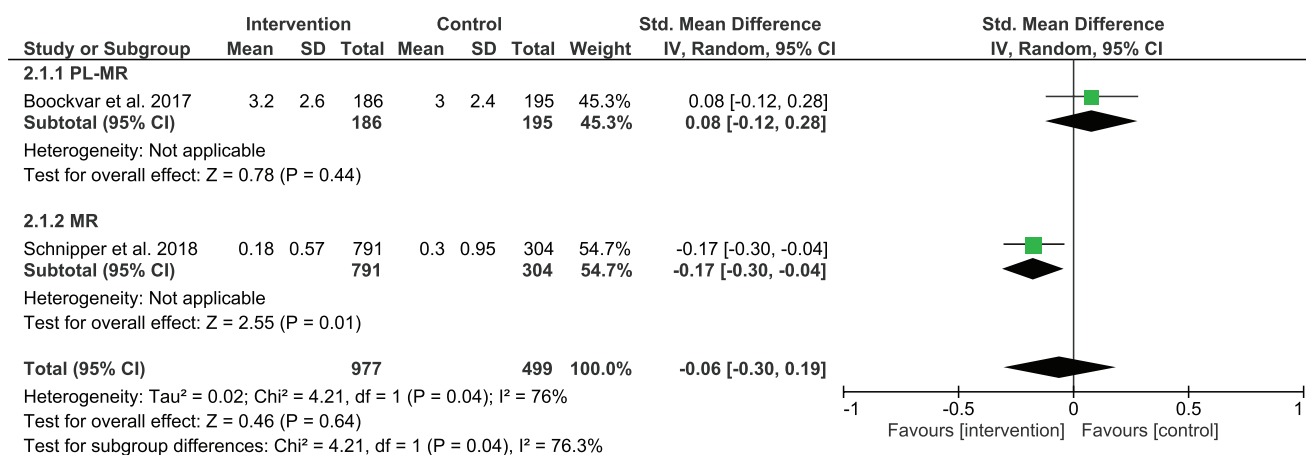 Intervention Control Std. Mean Difference Std. Mean Difference
Study or Subgroup Mean SD Total Mean SD Total Weight IV, Random, 95% CI IV, Random, 95% CI
2.1.1 PL-MR
Boockvar et al. 2017 3.2 2.6 186 3 2.4 195 45.3% 0.08 [-0.12, 0.28]
Subtotal (95% CI) 186 195 45.3% 0.08 [-0.12, 0.28]
Heterogeneity: Not applicable
Test for overall effect: Z = 0.78 (P = 0.44)
2.1.2 MR
Schnipper et al. 2018 0.18 0.57 791 0.3 0.95 304 54.7% -0.17 [-0.30, -0.04]
Subtotal (95% CI) 791 304 54.7% -0.17 [-0.30, -0.04]
Heterogeneity: Not applicable
Test for overall effect: Z = 2.55 (P = 0.01)
Total (95% CI) 977 499 100.0% -0.06 [-0.30, 0.19]
Heterogeneity: Tau² = 0.02; Chi² = 4.21, df = 1 (P = 0.04); I² = 76%
Test for overall effect: Z = 0.46 (P = 0.64)
Test for subgroup differences: Chi² = 4.21, df = 1 (P = 0.04), I² = 76.3%
-1 -0.5 0 0.5 1
Favours [intervention] Favours [control]